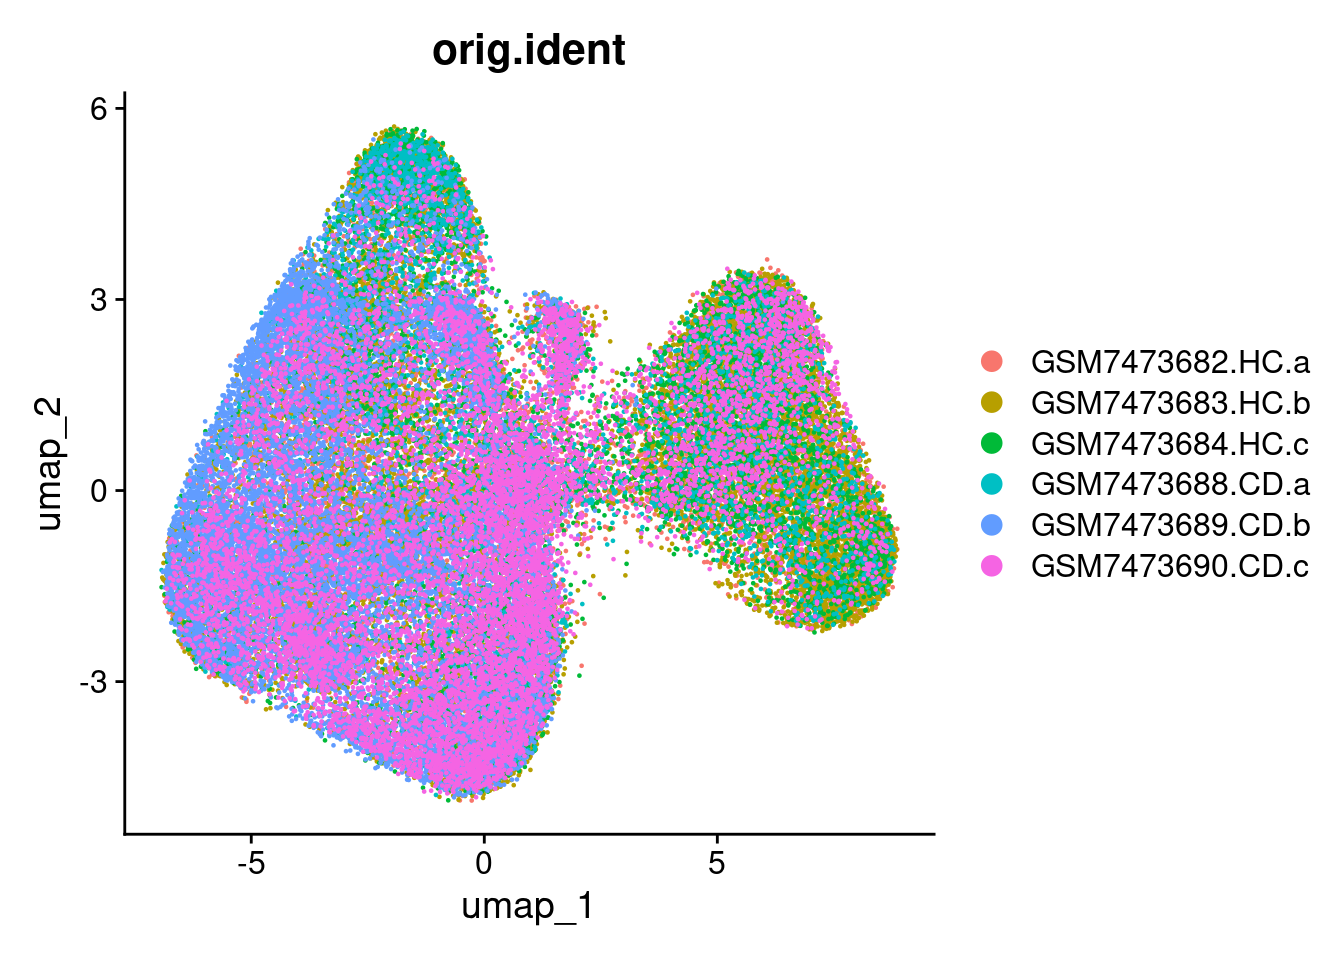 orig.ident
6
3
0
-3
umap_2
-5 0 5
umap_1
GSM7473682.HC.a
GSM7473683.HC.b
GSM7473684.HC.c
GSM7473688.CD.a
GSM7473689.CD.b
GSM7473690.CD.c